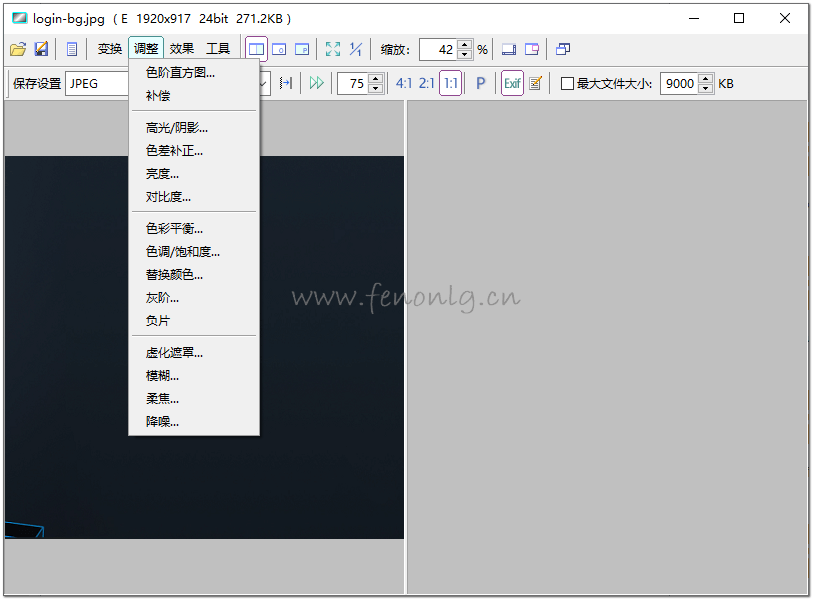 login-bg.jpg ( E 1920x917 24bit 271.2KB )
变换 调整 效果 工具 缩放: 42 %
保存设置 JPEG 75 4:1 2:1 1:1 P Exif 最大文件大小: 9000 KB
色阶直方图...
补偿
高光/阴影...
色差补正...
亮度...
对比度...
色彩平衡...
色调/饱和度...
替换颜色...
灰阶...
负片
虚化遮罩...
模糊...
柔焦...
降噪...
www.fenonlg.cn